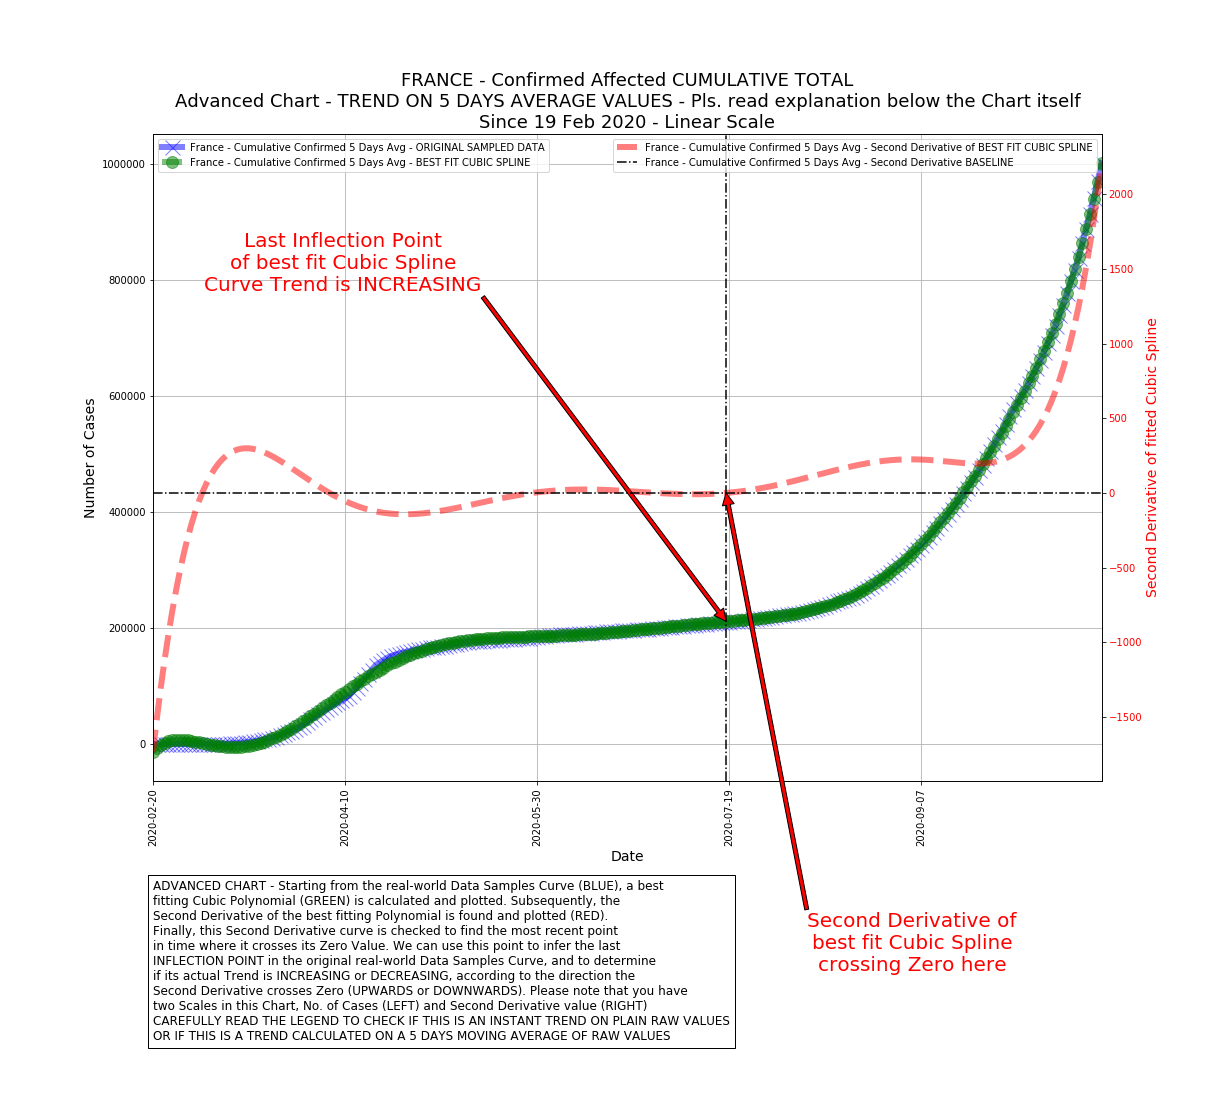 FRANCE - Confirmed Affected CUMULATIVE TOTAL
Advanced Chart - TREND ON 5 DAYS AVERAGE VALUES - Pls. read explanation below the Chart itself
Since 19 Feb 2020 - Linear Scale
France - Cumulative Confirmed 5 Days Avg - ORIGINAL SAMPLED DATA
France - Cumulative Confirmed 5 Days Avg - BEST FIT CUBIC SPLINE
France - Cumulative Confirmed 5 Days Avg - Second Derivative of BEST FIT CUBIC SPLINE
France - Cumulative Confirmed 5 Days Avg - Second Derivative BASELINE
Last Inflection Point
of best fit Cubic Spline
Curve Trend is INCREASING
Number of Cases
1000000
800000
600000
400000
200000
0
2000
1500
1000
500
0
−500
−1000
−1500
Second Derivative of fitted Cubic Spline
2020-02-20
2020-04-10
2020-05-30
2020-07-19
2020-09-07
Date
Second Derivative of
best fit Cubic Spline
crossing Zero here
ADVANCED CHART - Starting from the real-world Data Samples Curve (BLUE), a best
fitting Cubic Polynomial (GREEN) is calculated and plotted. Subsequently, the
Second Derivative of the best fitting Polynomial is found and plotted (RED).
Finally, this Second Derivative curve is checked to find the most recent point
in time where it crosses its Zero Value. We can use this point to infer the last
INFLECTION POINT in the original real-world Data Samples Curve, and to determine
if its actual Trend is INCREASING or DECREASING, according to the direction the
Second Derivative crosses Zero (UPWARDS or DOWNWARDS). Please note that you have
two Scales in this Chart, No. of Cases (LEFT) and Second Derivative value (RIGHT)
CAREFULLY READ THE LEGEND TO CHECK IF THIS IS AN INSTANT TREND ON PLAIN RAW VALUES
OR IF THIS IS A TREND CALCULATED ON A 5 DAYS MOVING AVERAGE OF RAW VALUES